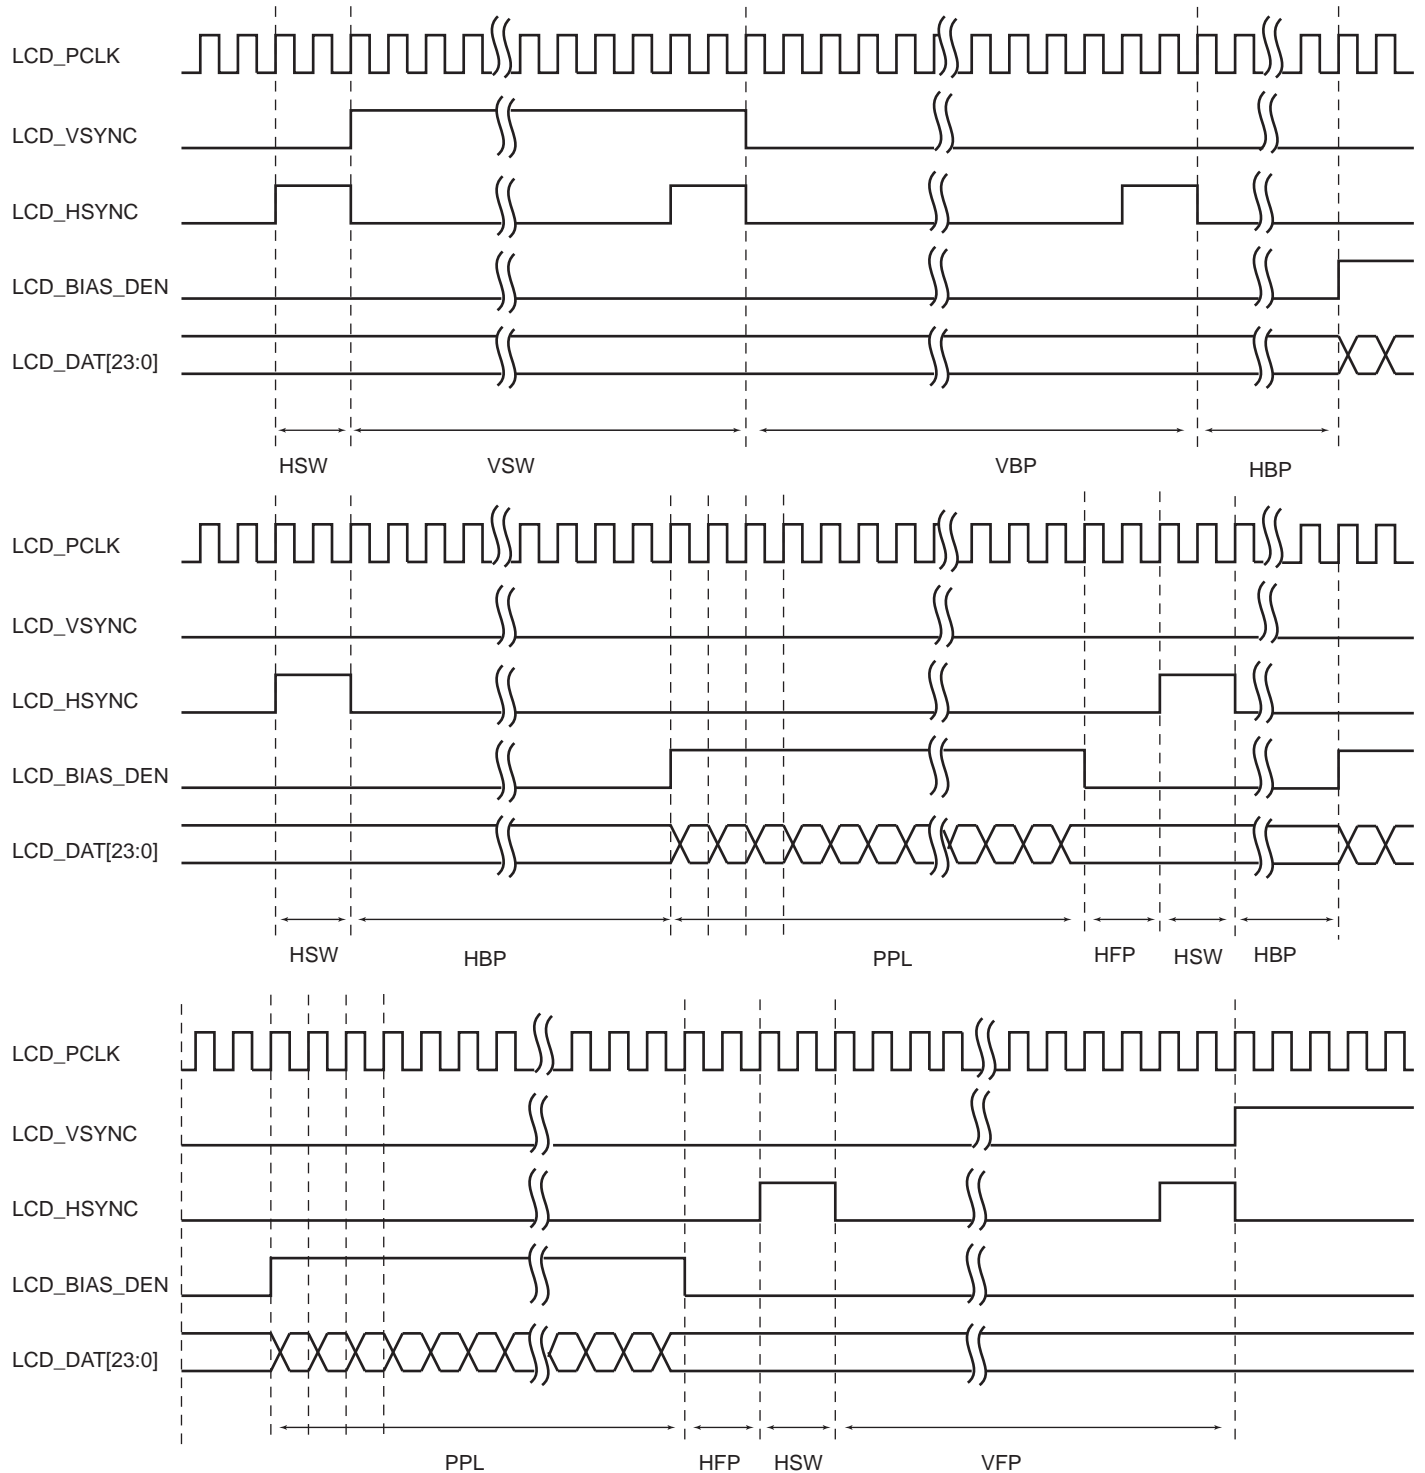 LCD_PCLK
LCD_VSYNC
LCD_HSYNC
LCD_BIAS_DEN
LCD_DAT[23:0]
HSW VSW VBP HBP
LCD_PCLK
LCD_VSYNC
LCD_HSYNC
LCD_BIAS_DEN
LCD_DAT[23:0]
HSW HBP PPL HFP HSW HBP
LCD_PCLK
LCD_VSYNC
LCD_HSYNC
LCD_BIAS_DEN
LCD_DAT[23:0]
PPL HFP HSW VFP